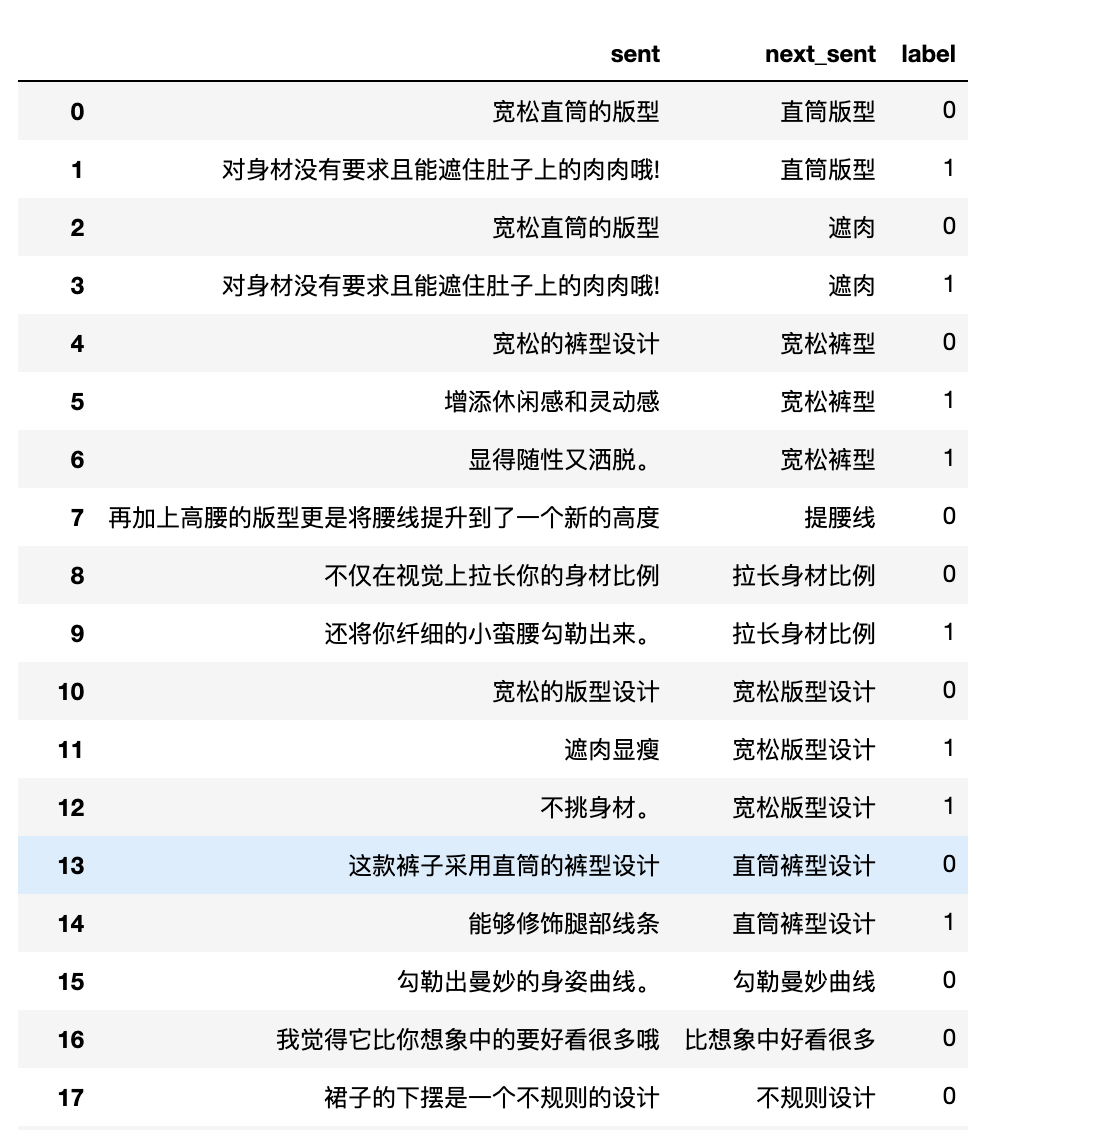 sent next_sent label
0 宽松直筒的版型 直筒版型 0
1 对身材没有要求且能遮住肚子上的肉肉哦! 直筒版型 1
2 宽松直筒的版型 遮肉 0
3 对身材没有要求且能遮住肚子上的肉肉哦! 遮肉 1
4 宽松的裤型设计 宽松裤型 0
5 增添休闲感和灵动感 宽松裤型 1
6 显得随性又洒脱。 宽松裤型 1
7 再加上高腰的版型更是将腰线提升到了一个新的高度 提腰线 0
8 不仅在视觉上拉长你的身材比例 拉长身材比例 0
9 还将你纤细的小蛮腰勾勒出来。 拉长身材比例 1
10 宽松的版型设计 宽松版型设计 0
11 遮肉显瘦 宽松版型设计 1
12 不挑身材。 宽松版型设计 1
13 这款裤子采用直筒的裤型设计 直筒裤型设计 0
14 能够修饰腿部线条 直筒裤型设计 1
15 勾勒出曼妙的身姿曲线。 勾勒曼妙曲线 0
16 我觉得它比你想象中的要好看很多哦 比想象中好看很多 0
17 裙子的下摆是一个不规则的设计 不规则设计 0